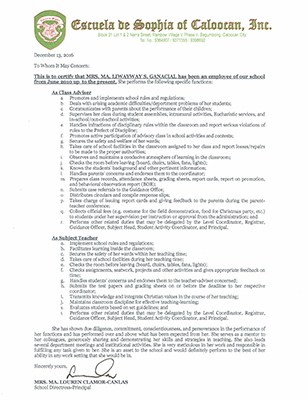 Escuela de Sophia of Caloocan, Inc.
December 13, 2016
To Whom It May Concern:
This is to certify that MRS. MA. LIWAYWAY S. GANACIAL has been an employee of our school
from June 2010 up to the present. She performs the following specific functions:
As Class Adviser
a. Promotes and implements school rules and regulations;
b. Deals with arising academic difficulties/deportment problems of her students;
c. Communicates with parents about the performance of their children;
d. Supervises her class during student assemblies, intramural activities, Eucharistic services, and
in-school/out-of-school activities;
e. Handles infractions of disciplinary rules within the classroom and report serious violations of
rules to the Prefect of Discipline;
f. Promotes active participation of advisory class in school activities and contests;
g. Secures the safety and welfare of her wards;
h. Takes care of school facilities in the classroom assigned to her class and report losses/repairs
to be made to the proper authorities;
i. Observes and maintains a conducive atmosphere of learning in the classroom;
j. Checks the room before leaving (board, chairs, tables, fans, lights);
k. Knows the students' background and other pertinent information;
l. Handles parents' concerns and endorses them to the coordinator;
m. Prepares class records, attendance sheets, grading sheets, report cards, report on promotion,
and behavioral observation report (BOR);
n. Submits case referrals to the Guidance Office;
o. Distributes circulars and compile response slips;
p. Takes charge of issuing report cards and giving feedback to the parents during the parent-
teacher conference;
q. Collects official fees (e.g. costume for the field demonstration, food for Christmas party, etc.)
to students under her supervision per instruction or approval from the administration; and
r. Performs other related duties that may be delegated by the Level Coordinator, Registrar,
Guidance Officer, Subject Head, Student Activity Coordinator, and Principal.
As Subject Teacher
a. Implement school rules and regulations;
b. Facilitates learning inside the classroom;
c. Secures the safety of her wards within her teaching time;
d. Takes care of school facilities during her teaching time;
e. Checks the room before leaving (board, chairs, tables, fans, lights);
f. Checks assignments, seatwork, projects and other activities and gives appropriate feedback on
time;
g. Handles students' concerns and endorses them to the teacher-adviser concerned;
h. Submits the test papers and grading sheets on or before the deadline to her respective
coordinator;
i. Transmits knowledge and integrate Christian values in the course of her teaching;
j. Maintains classroom discipline for effective teaching-learning;
k. Evaluates students based on set guidelines; and
l. Performs other related duties that may be delegated by the Level Coordinator, Registrar,
Guidance Officer, Subject Head, Student Activity Coordinator, and Principal.
She has shown due diligence, commitment, conscientiousness, and perseverance in the performance of
her functions and has performed over and above what has been expected from her. She serves as a mentor to
her colleagues, generously sharing and demonstrating her skills and strategies in teaching. She also leads
several department meetings and institutional activities. She is very meticulous in her work and responsible in
fulfilling any task given to her. She is an asset to the school and would definitely perform to the best of her
ability in any work setting that she would be in.
Sincerely yours,
MRS. MA. LOUREN CLAMOR-CANLAS
School Directress-Principal